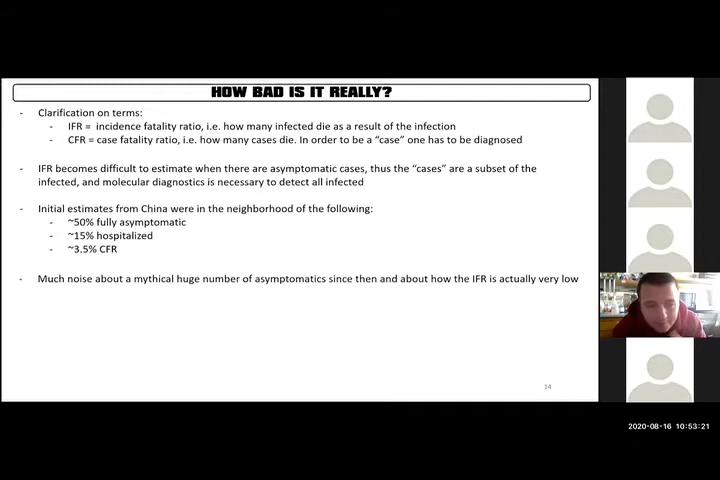 HOW BAD IS IT REALLY?
- Clarification on terms:
- IFR = incidence fatality ratio, i.e. how many infected die as a result of the infection
- CFR = case fatality ratio, i.e. how many cases die. In order to be a “case” one has to be diagnosed
- IFR becomes difficult to estimate when there are asymptomatic cases, thus the “cases” are a subset of the
infected, and molecular diagnostics is necessary to detect all infected
- Initial estimates from China were in the neighborhood of the following:
- ~50% fully asymptomatic
- ~15% hospitalized
- ~3.5% CFR
- Much noise about a mythical huge number of asymptomatics since then and about how the IFR is actually very low
14
2020-08-16 10:53:21